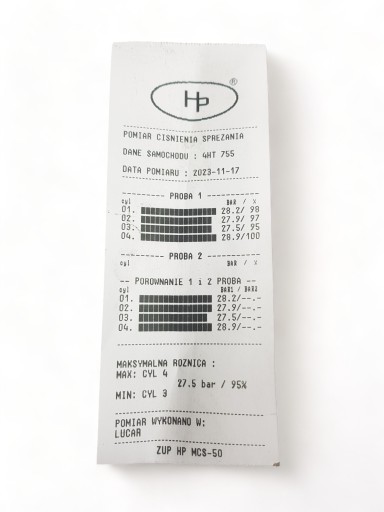 Hp ®
POMIAR CISNIENIA SPREZANIA
DANE SAMOCHODU : 4HT 755
DATA POMIARU : 2023-11-17
-------- PROBA 1 --------
cyl BAR / %
01. 28.2/ 98
02. 27.9/ 97
03. 27.5/ 95
04. 28.9/100
-------- PROBA 2 --------
cyl BAR / %
-- POROWNANIE 1 i 2 PROBA --
cyl BAR1 / BAR2
01. 28.2/--.-
02. 27.9/--.-
03. 27.5/--.-
04. 28.9/--.-
MAKSYMALNA ROZNICA :
MAX: CYL 4
27.5 bar / 95%
MIN: CYL 3
POMIAR WYKONANO W:
LUCAR
ZUP HP MCS-50